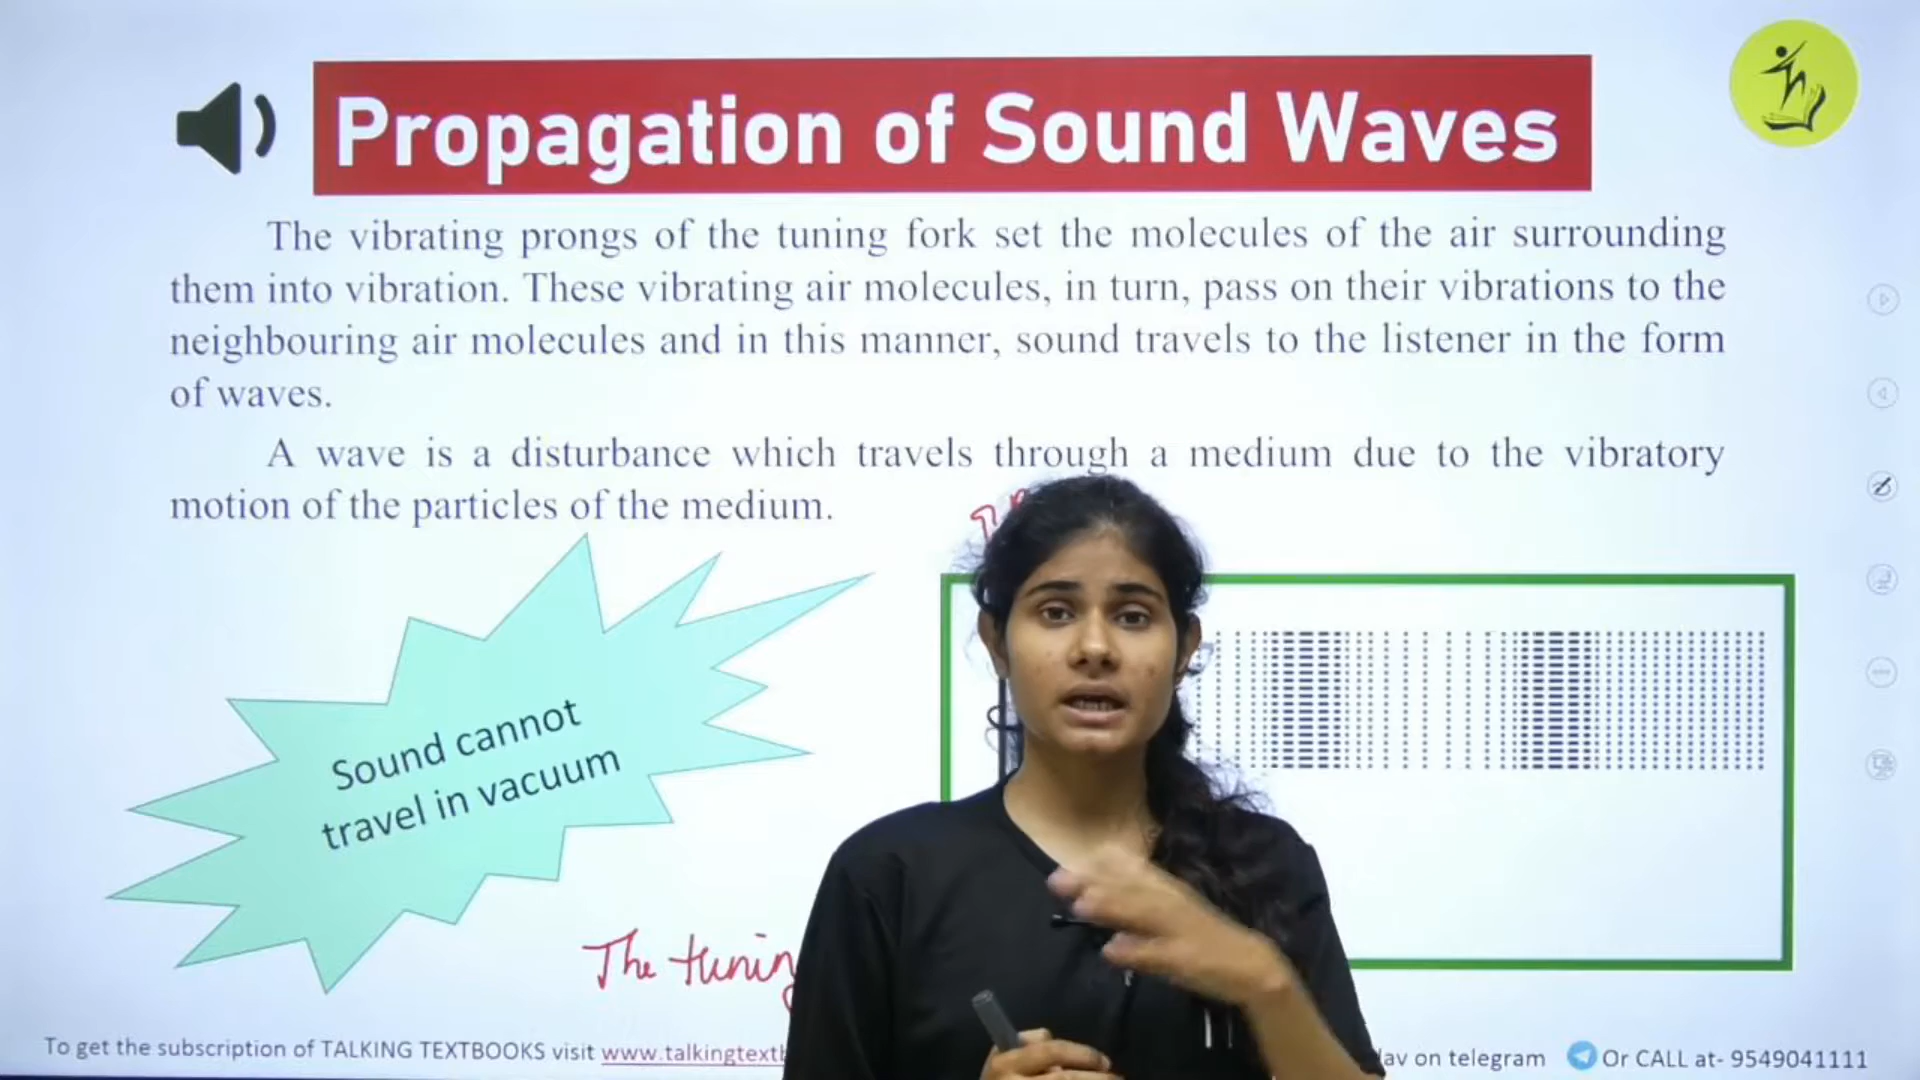 Propagation of Sound Waves
The vibrating prongs of the tuning fork set the molecules of the air surrounding
them into vibration. These vibrating air molecules, in turn, pass on their vibrations to the
neighbouring air molecules and in this manner, sound travels to the listener in the form
of waves.
A wave is a disturbance which travels through a medium due to the vibratory
motion of the particles of the medium.
Sound cannot
travel in vacuum
The tuning
To get the subscription of TALKING TEXTBOOKS visit www.talkingtextb
av on telegram Or CALL at- 9549041111